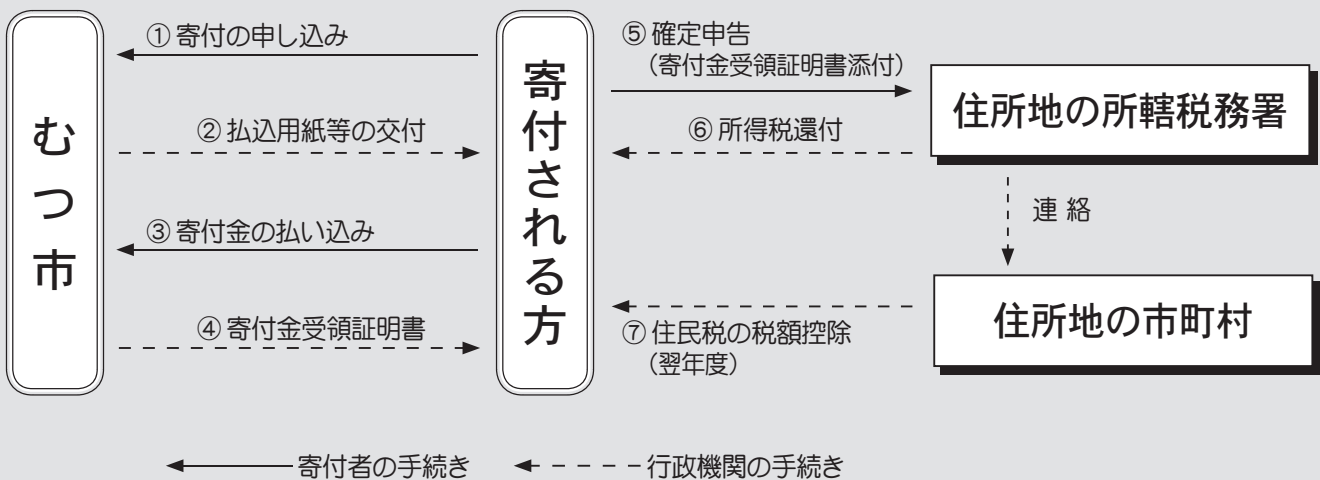 むつ市
① 寄付の申し込み
② 払込用紙等の交付
③ 寄付金の払い込み
④ 寄付金受領証明書
寄付される方
⑤ 確定申告
(寄付金受領証明書添付)
⑥ 所得税還付
⑦ 住民税の税額控除
(翌年度)
住所地の所轄税務署
連 絡
住所地の市町村
寄付者の手続き
行政機関の手続き